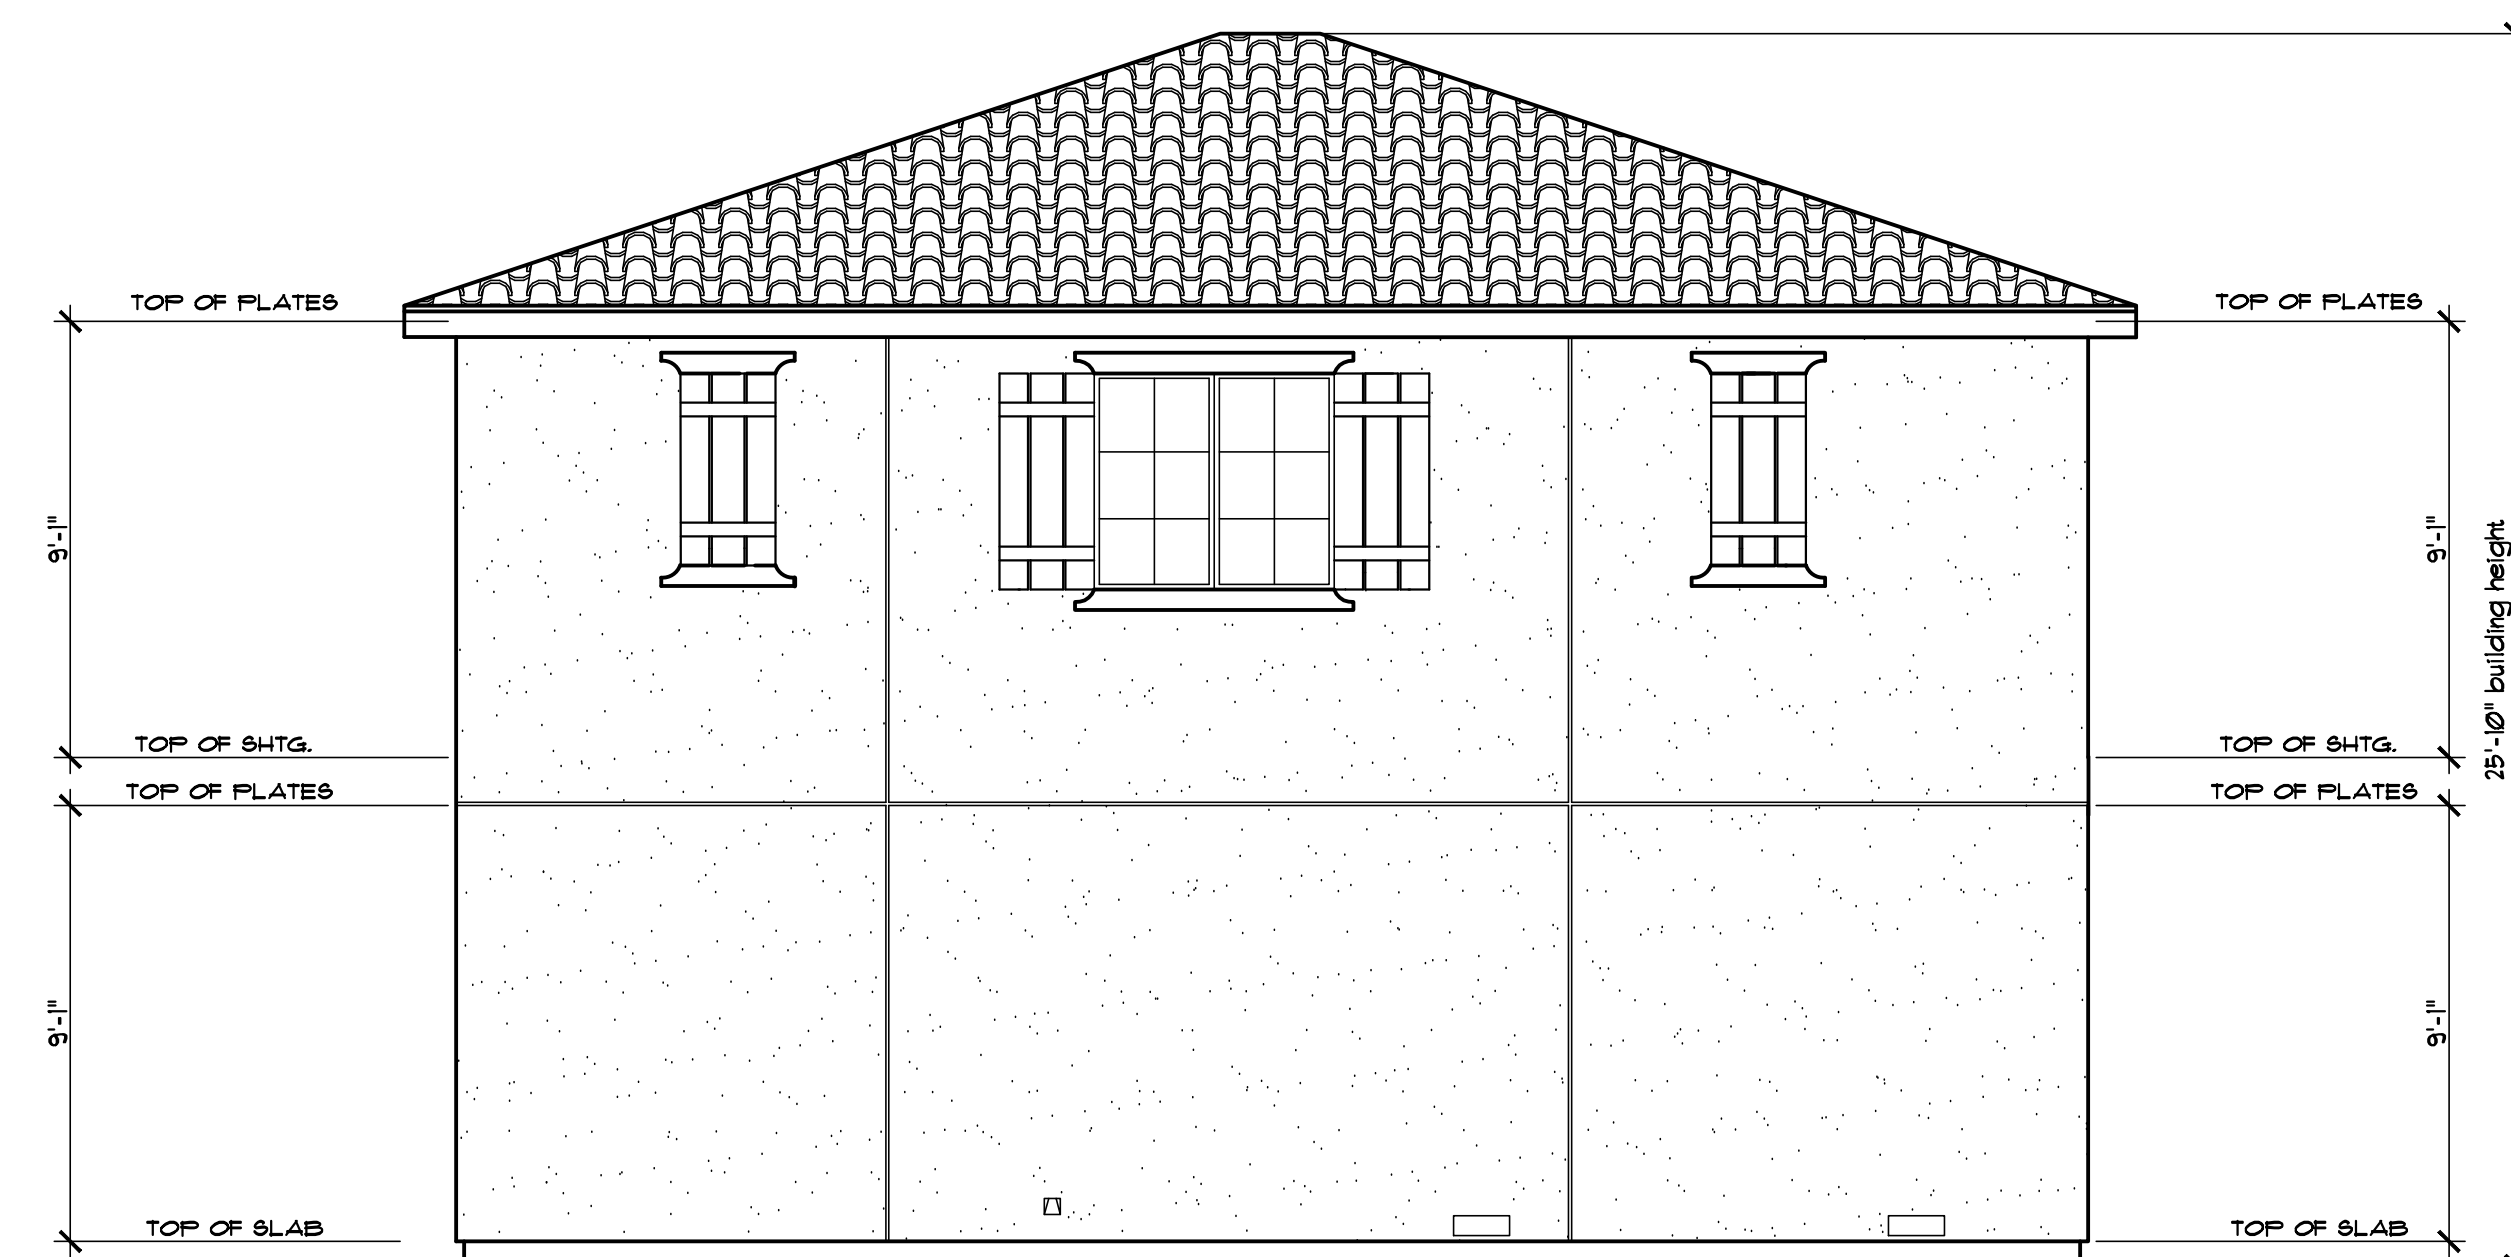 TOP OF PLATES
TOP OF PLATES
9'-1"
9'-1"
25'-10" building height
TOP OF SHTG.
TOP OF SHTG.
TOP OF PLATES
TOP OF PLATES
9'-1"
9'-1"
TOP OF SLAB
TOP OF SLAB